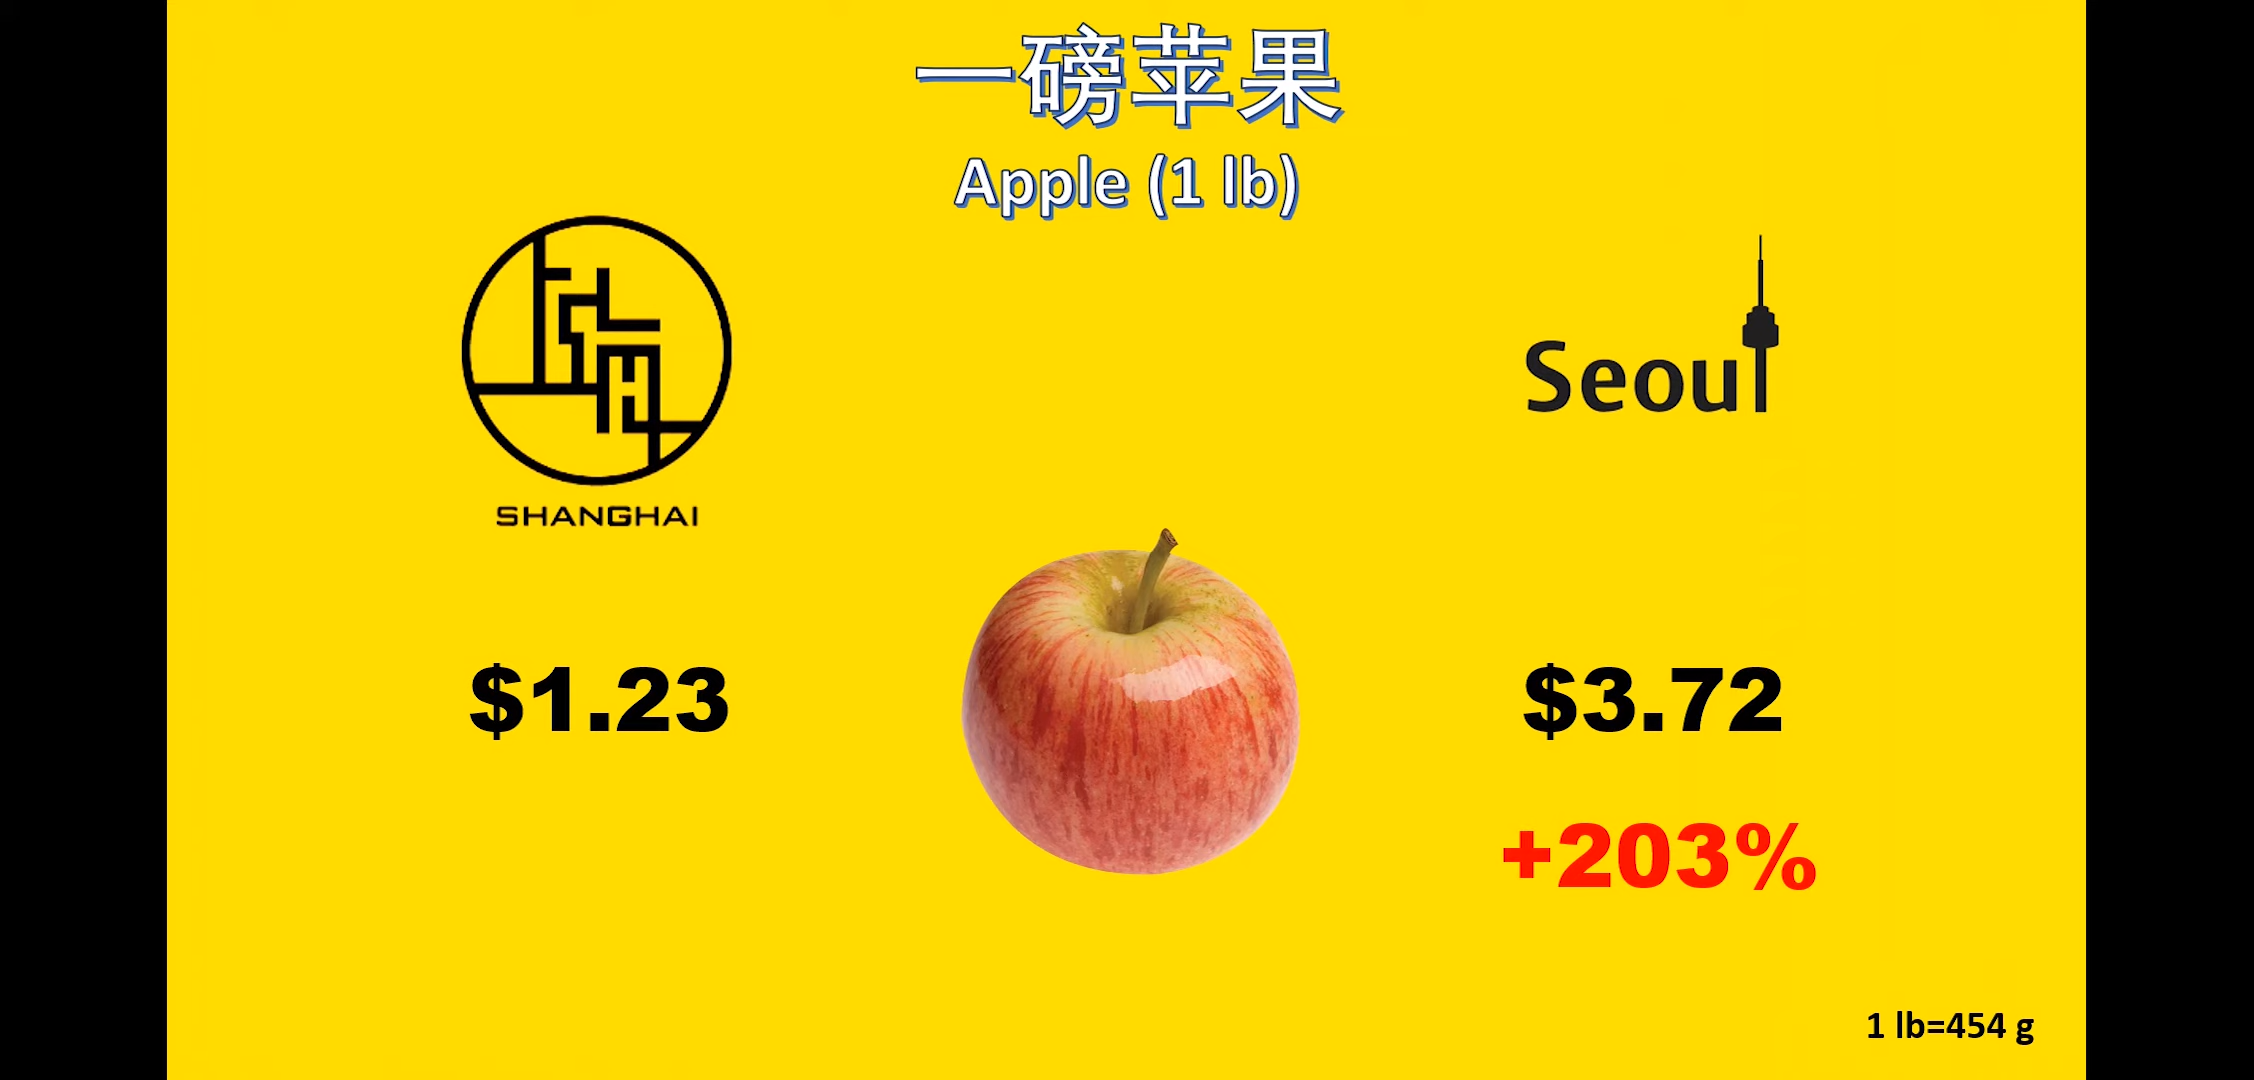 一磅苹果
Apple (1 lb)
SHANGHAI
Seoul
$1.23
$3.72
+203%
1 lb=454 g